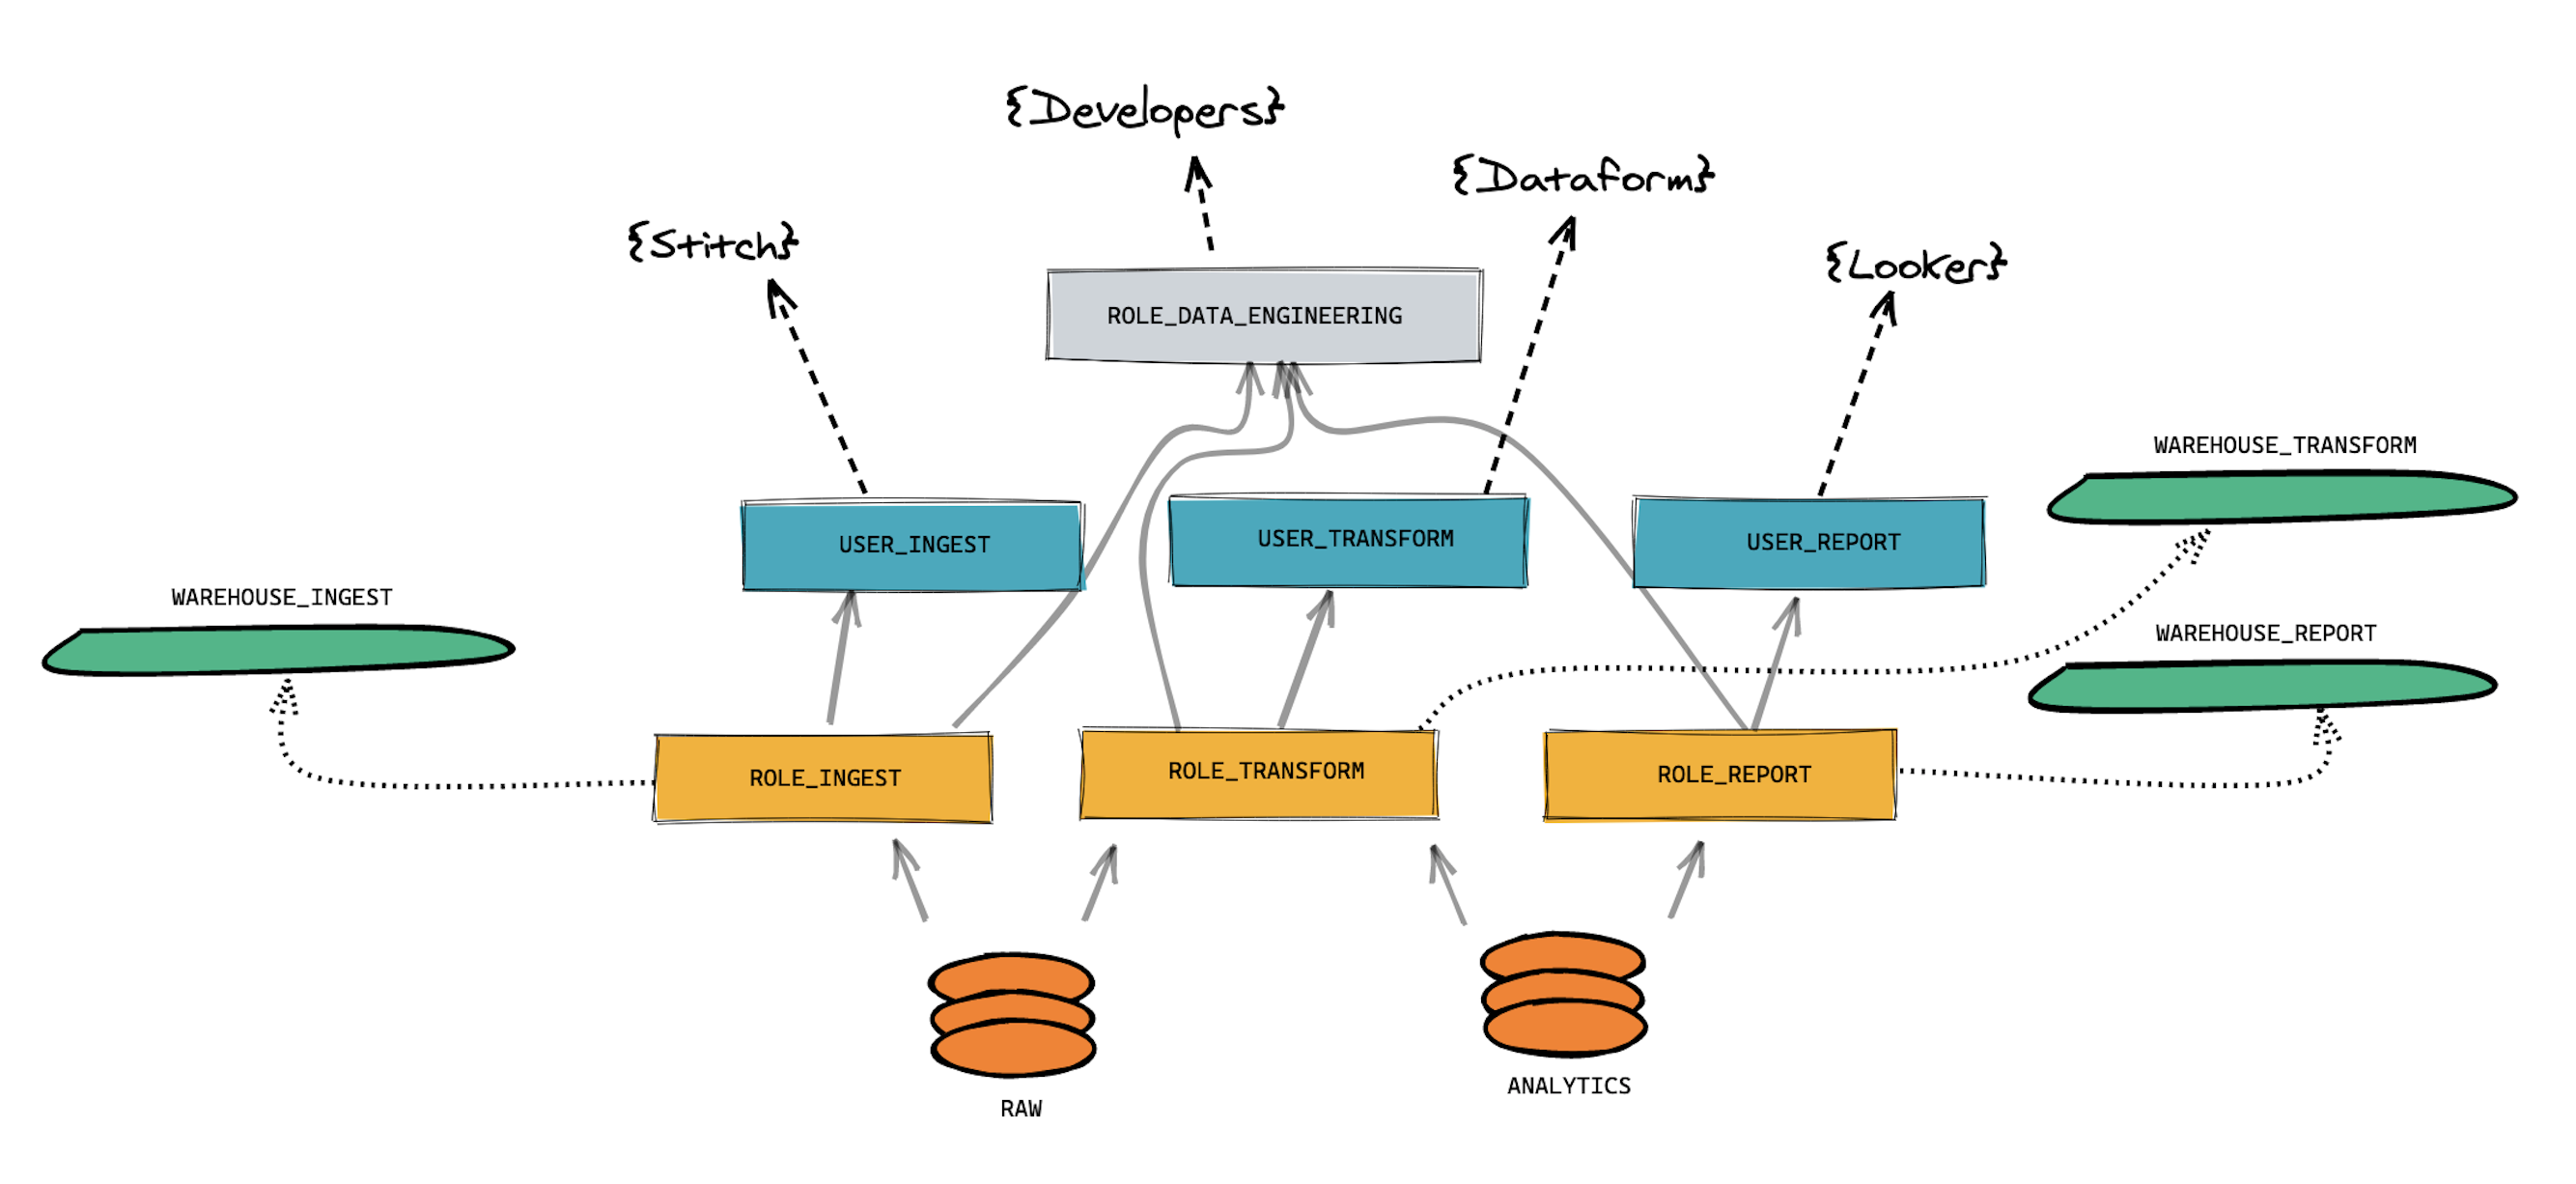 {Developers}
{Dataform}
{Stitch}
{Looker}
ROLE_DATA_ENGINEERING
WAREHOUSE_TRANSFORM
USER_INGEST
USER_TRANSFORM
USER_REPORT
WAREHOUSE_INGEST
WAREHOUSE_REPORT
ROLE_INGEST
ROLE_TRANSFORM
ROLE_REPORT
RAW
ANALYTICS